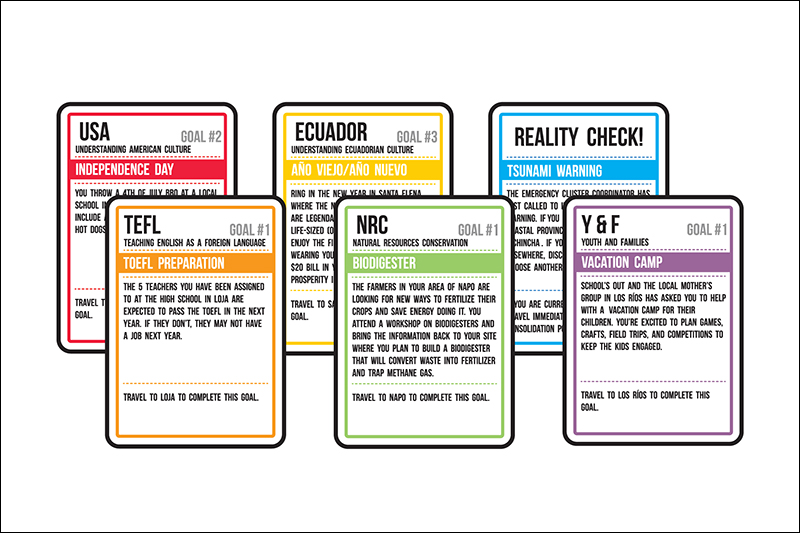 USA
GOAL #2
UNDERSTANDING AMERICAN CULTURE
INDEPENDENCE DAY
YOU THROW A 4TH OF JULY BBQ AT A LOCAL
SCHOOL IN
INCLUDE A
HOT DOGS
TRAVEL T
GOAL.
ECUADOR
GOAL #3
UNDERSTANDING ECUADORIAN CULTURE
AÑO VIEJO/AÑO NUEVO
RING IN THE NEW YEAR IN SANTA ELENA
WHERE THE N
ARE LEGENDA
LIFE-SIZED (O
ENJOY THE FI
WEARING YOU
$20 BILL IN Y
PROSPERITY I
TRAVEL TO SA
GOAL.
REALITY CHECK!
TSUNAMI WARNING
THE EMERGENCY CLUSTER COORDINATOR HAS
ST CALLED TO
ARNING. IF YOU
ASTAL PROVINC
CHINCHA. IF YO
SEWHERE, DISC
OOSE ANOTHER
YOU ARE CURRE
AVEL IMMEDIAT
ONSOLIDATION P
TEFL
GOAL #1
TEACHING ENGLISH AS A FOREIGN LANGUAGE
TOEFL PREPARATION
THE 5 TEACHERS YOU HAVE BEEN ASSIGNED
TO AT THE HIGH SCHOOL IN LOJA ARE
EXPECTED TO PASS THE TOEFL IN THE NEXT
YEAR. IF THEY DON'T, THEY MAY NOT HAVE
A JOB NEXT YEAR.
TRAVEL TO LOJA TO COMPLETE THIS GOAL.
NRC
GOAL #1
NATURAL RESOURCES CONSERVATION
BIODIGESTER
THE FARMERS IN YOUR AREA OF NAPO ARE
LOOKING FOR NEW WAYS TO FERTILIZE THEIR
CROPS AND SAVE ENERGY DOING IT. YOU
ATTEND A WORKSHOP ON BIODIGESTERS AND
BRING THE INFORMATION BACK TO YOUR SITE
WHERE YOU PLAN TO BUILD A BIODIGESTER
THAT WILL CONVERT WASTE INTO FERTILIZER
AND TRAP METHANE GAS.
TRAVEL TO NAPO TO COMPLETE THIS GOAL.
Y & F
GOAL #1
YOUTH AND FAMILIES
VACATION CAMP
SCHOOL'S OUT AND THE LOCAL MOTHER'S
GROUP IN LOS RÍOS HAS ASKED YOU TO HELP
WITH A VACATION CAMP FOR THEIR
CHILDREN. YOU'RE EXCITED TO PLAN GAMES,
CRAFTS, FIELD TRIPS, AND COMPETITIONS TO
KEEP THE KIDS ENGAGED.
TRAVEL TO LOS RÍOS TO COMPLETE THIS
GOAL.